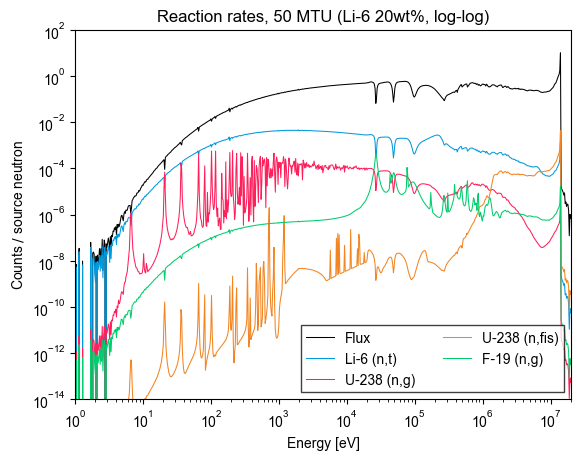 Reaction rates, 50 MTU (Li-6 20wt%, log-log)
Counts / source neutron
10^2
10^0
10^-2
10^-4
10^-6
10^-8
10^-10
10^-12
10^-14
Flux
Li-6 (n,t)
U-238 (n,g)
U-238 (n,fis)
F-19 (n,g)
10^0 10^1 10^2 10^3 10^4 10^5 10^6 10^7
Energy [eV]